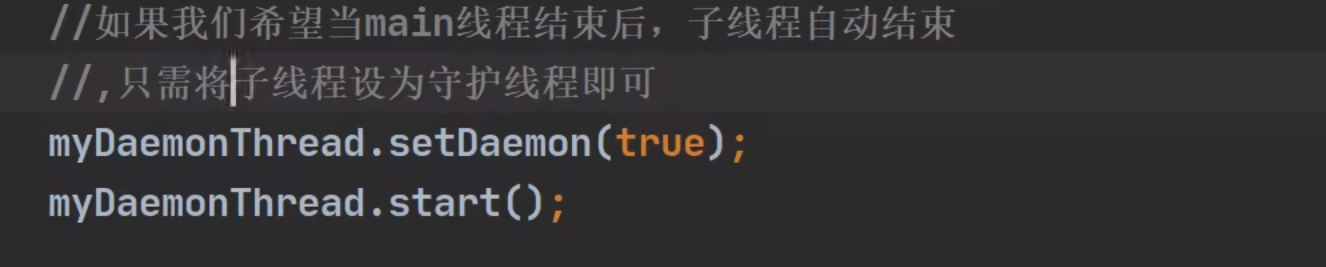 //如果我们希望当main线程结束后，子线程自动结束
//,只需将子线程设为守护线程即可
myDaemonThread.setDaemon(true);
myDaemonThread.start();